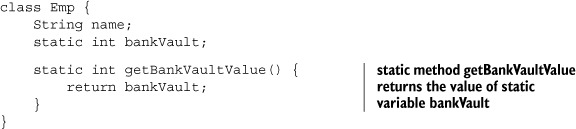 class Emp {
    String name;
    static int bankVault;
    static int getBankVaultValue() {
        return bankVault;
    }
}
static method getBankVaultValue
returns the value of static
variable bankVault